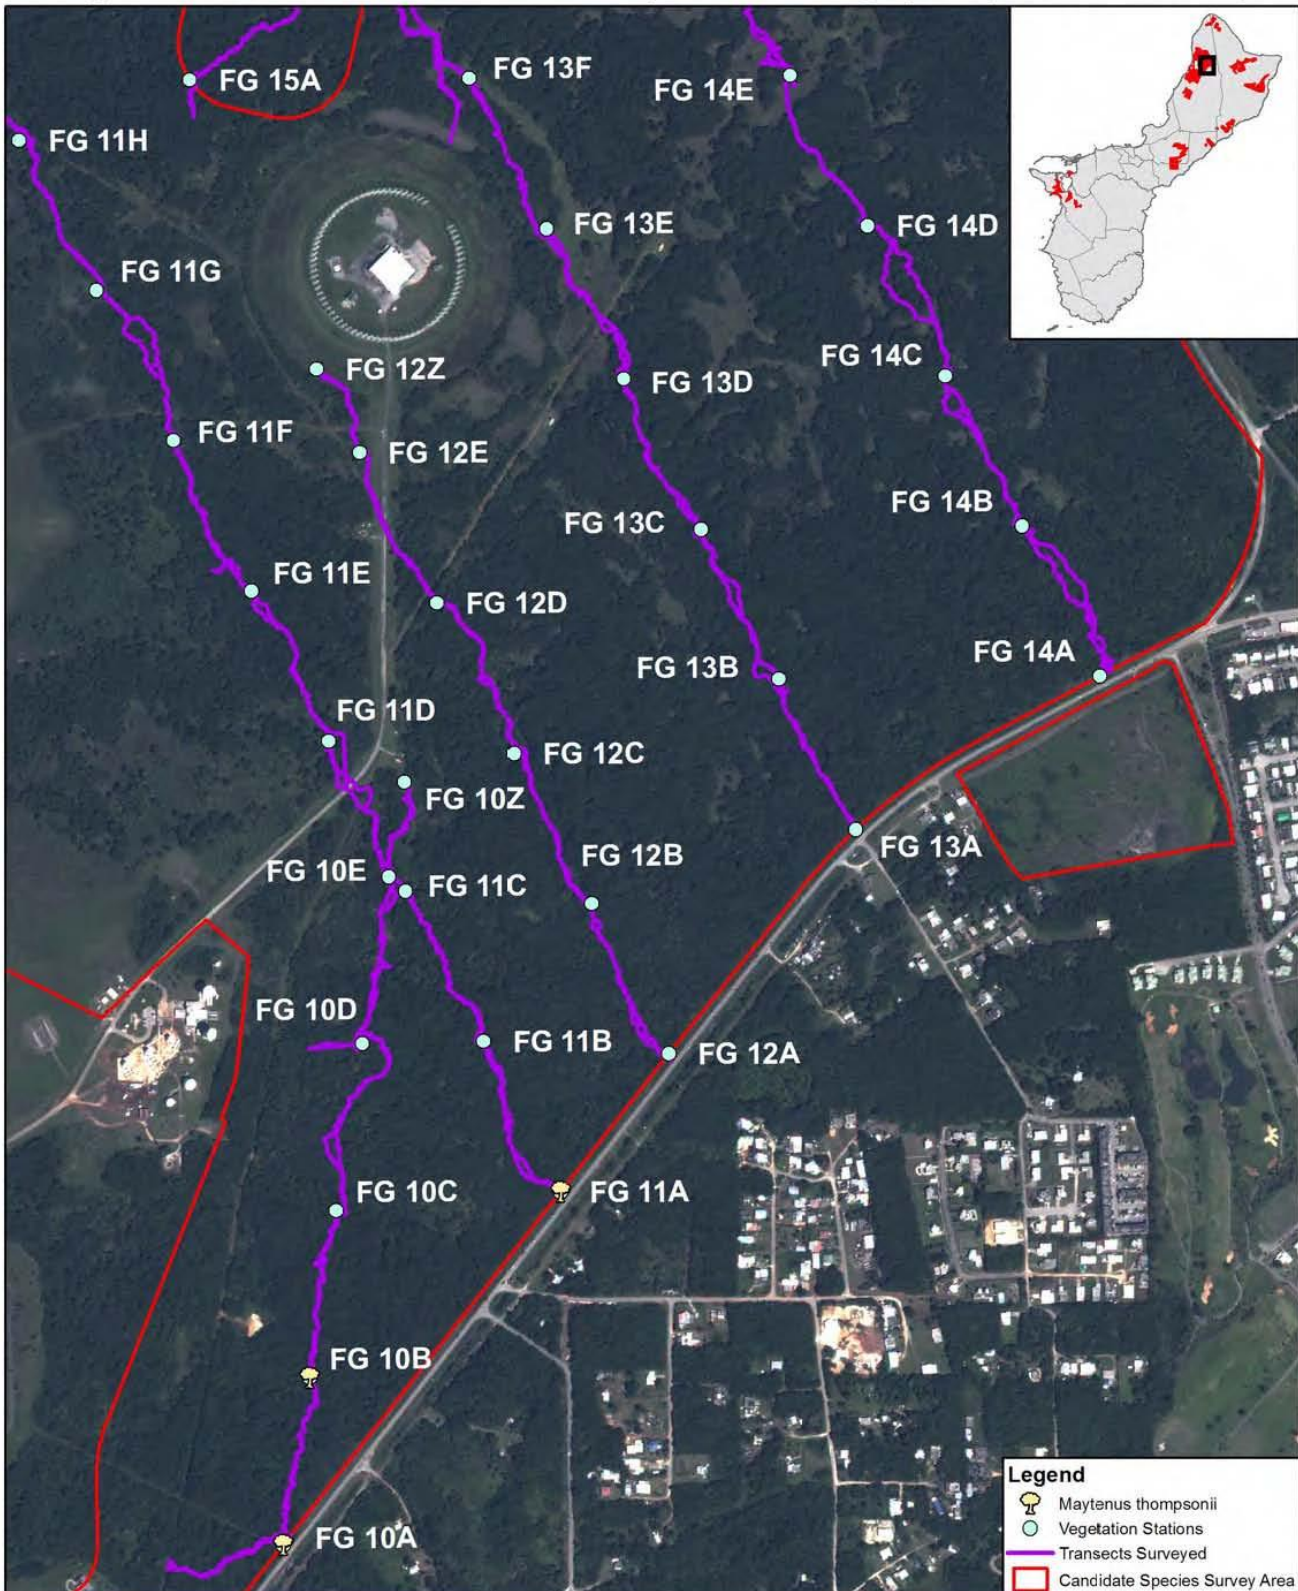 FG 15A
FG 13F
FG 14E
FG 11H
FG 13E
FG 14D
FG 11G
FG 12Z
FG 13D
FG 14C
FG 11F
FG 12E
FG 13C
FG 14B
FG 11E
FG 12D
FG 13B
FG 14A
FG 11D
FG 12C
FG 10Z
FG 13A
FG 10E
FG 11C
FG 12B
FG 10D
FG 11B
FG 12A
FG 10C
FG 11A
FG 10B
FG 10A
Legend
Maytenus thompsonii
Vegetation Stations
Transects Surveyed
Candidate Species Survey Area